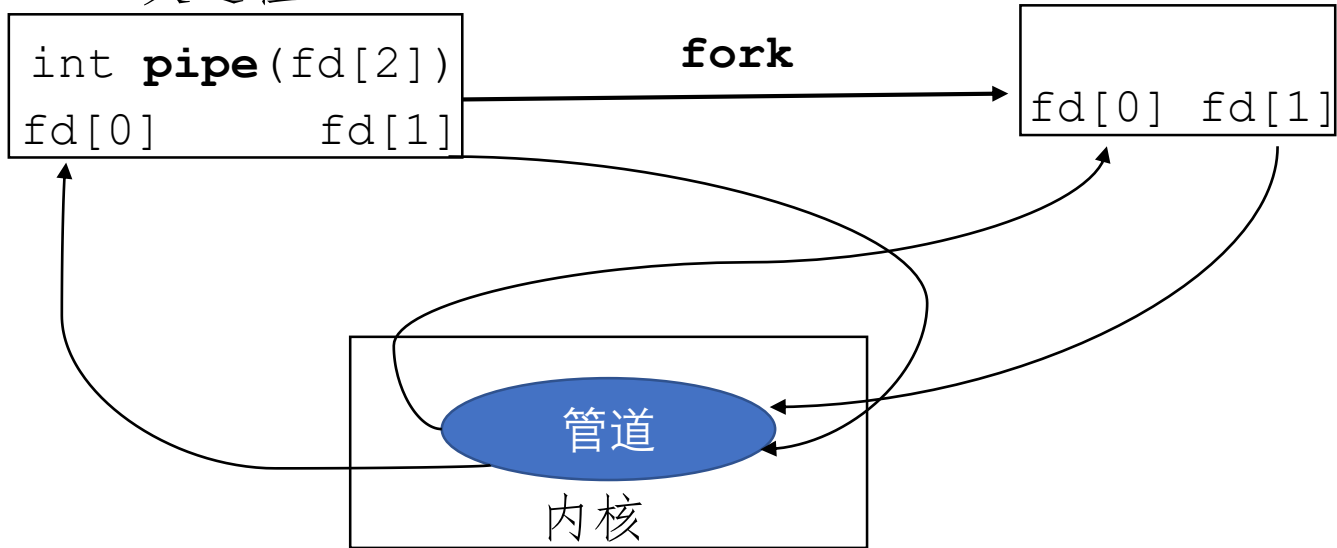 int pipe(fd[2])
fd[0] fd[1]
fork
fd[0] fd[1]
管道
内核